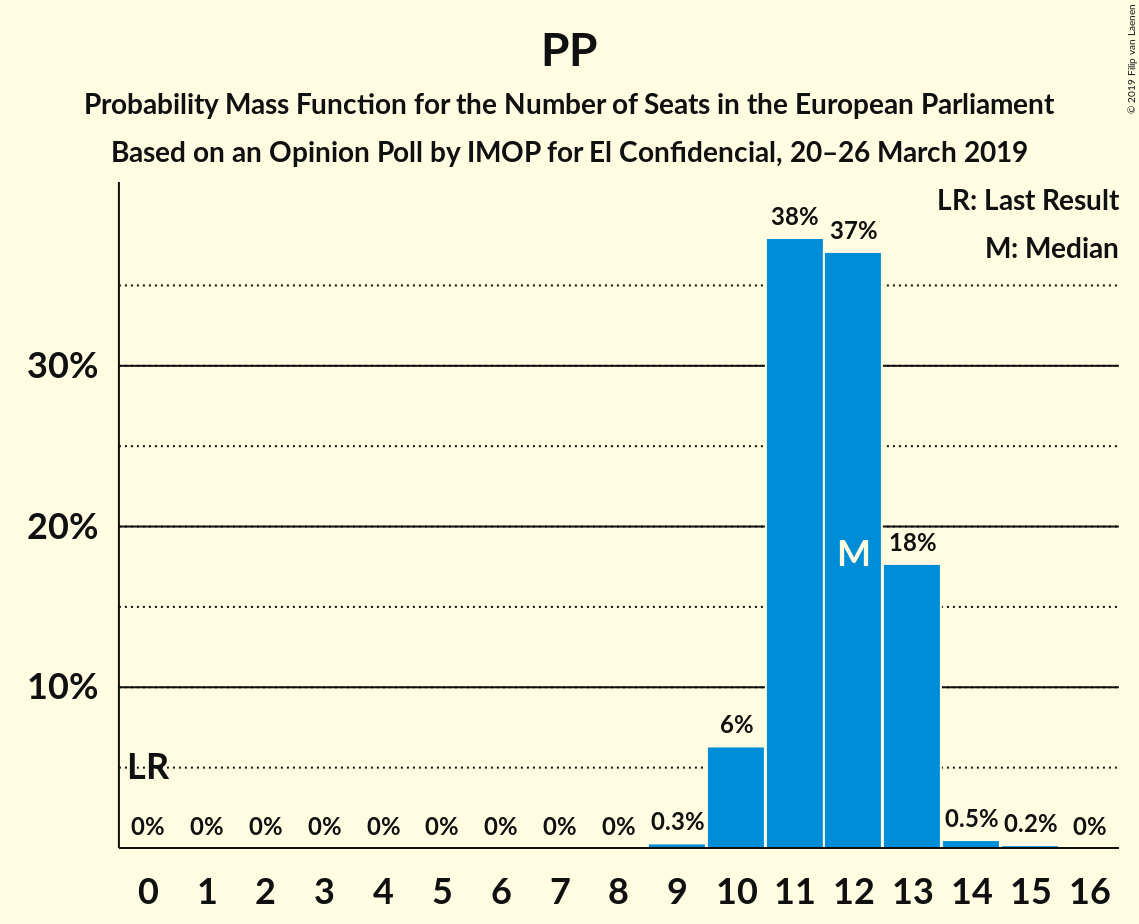 PP
Probability Mass Function for the Number of Seats in the European Parliament
Based on an Opinion Poll by IMOP for El Confidencial, 20–26 March 2019
© 2019 Filip van Laenen
LR: Last Result
M: Median
38%
37%
30%
20%
M
18%
10%
6%
LR
0% 0% 0% 0% 0% 0% 0% 0% 0% 0.3% 0.5% 0.2% 0%
0 1 2 3 4 5 6 7 8 9 10 11 12 13 14 15 16